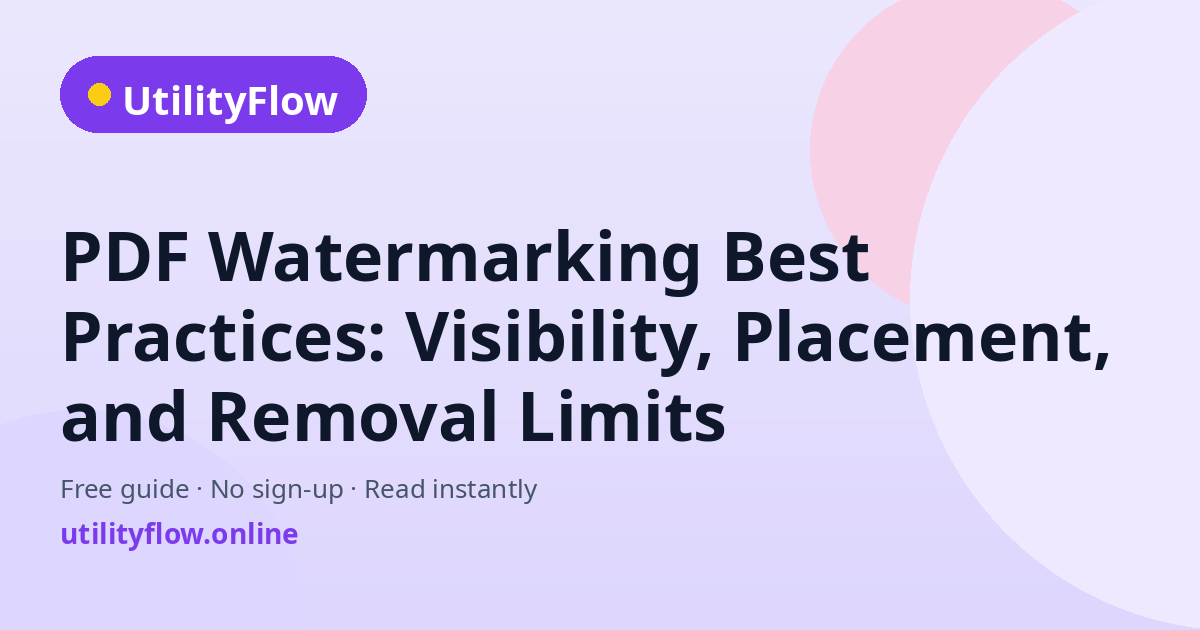 UtilityFlow
PDF Watermarking Best
Practices: Visibility, Placement,
and Removal Limits
Free guide · No sign-up · Read instantly
utilityflow.online